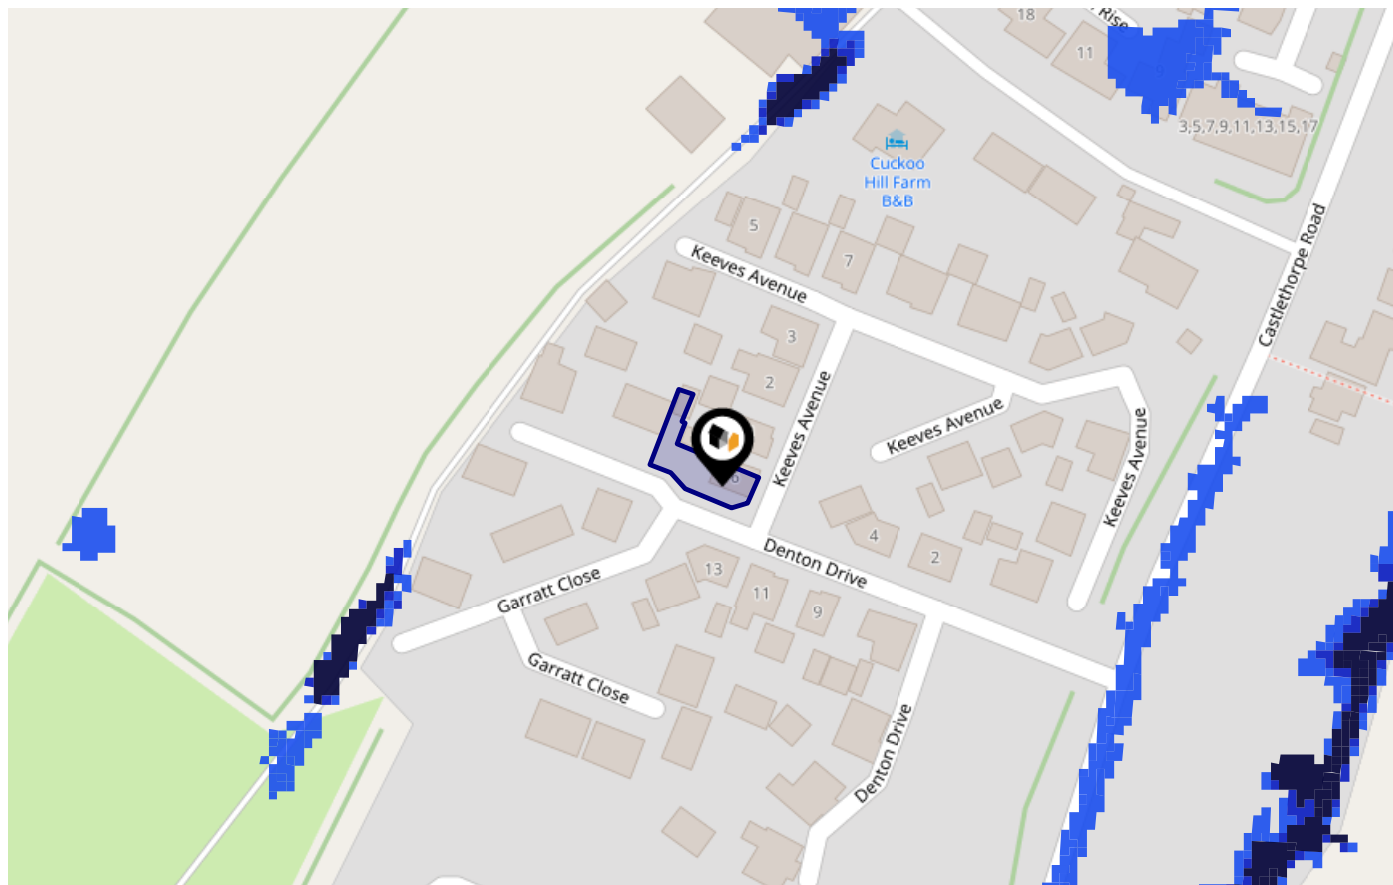 18
Rise
11
9
3,5,7,9,11,13,15,17
Cuckoo
Hill Farm
B&B
5
Keeves Avenue
7
Castlethorpe Road
3
2
Keeves Avenue
Keeves Avenue
Keeves Avenue
6
4
2
Denton Drive
13
11
9
Garratt Close
Garratt Close
Denton Drive